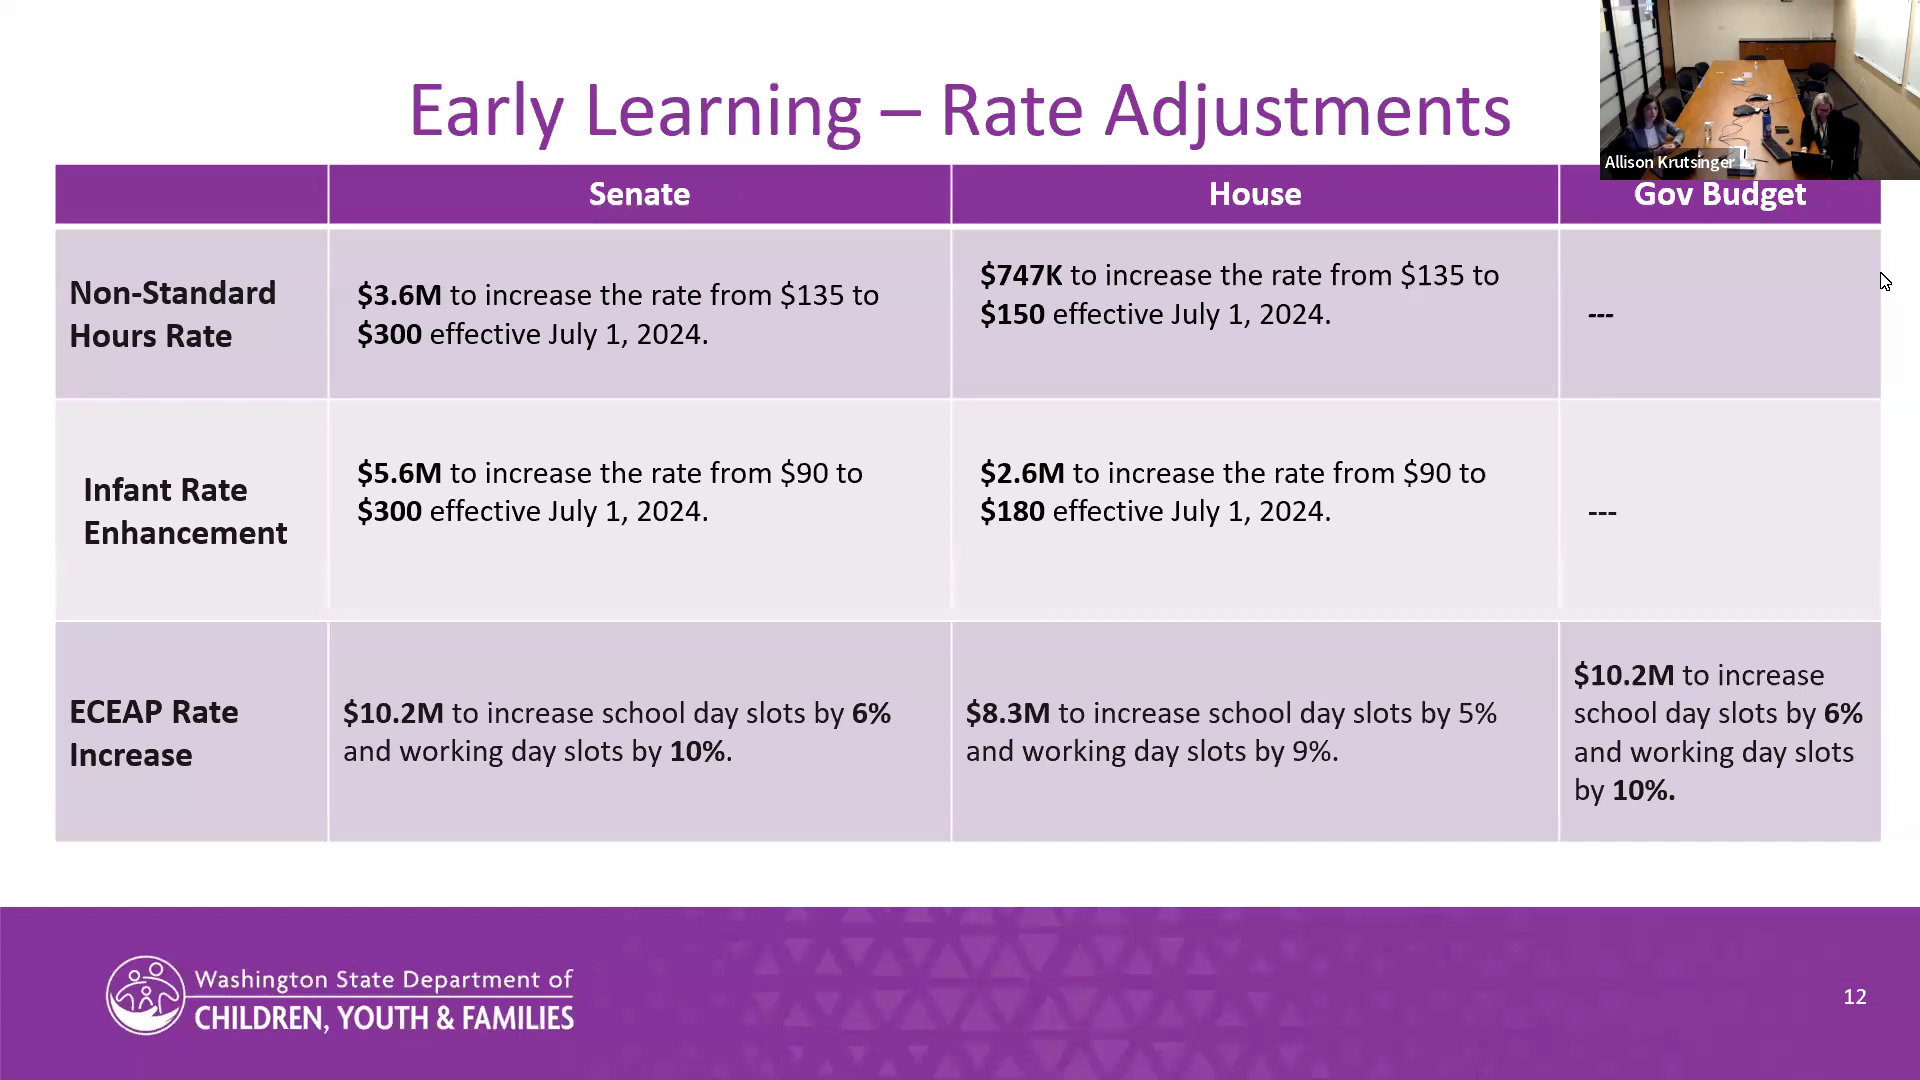 Early Learning – Rate Adjustments
Allison Krutsinger
Senate
House
Gov Budget
Non-Standard
Hours Rate
$3.6M to increase the rate from $135 to
$300 effective July 1, 2024.
$747K to increase the rate from $135 to
$150 effective July 1, 2024.
---
Infant Rate
Enhancement
$5.6M to increase the rate from $90 to
$300 effective July 1, 2024.
$2.6M to increase the rate from $90 to
$180 effective July 1, 2024.
---
ECEAP Rate
Increase
$10.2M to increase school day slots by 6%
and working day slots by 10%.
$8.3M to increase school day slots by 5%
and working day slots by 9%.
$10.2M to increase
school day slots by 6%
and working day slots
by 10%.
Washington State Department of
CHILDREN, YOUTH & FAMILIES
12